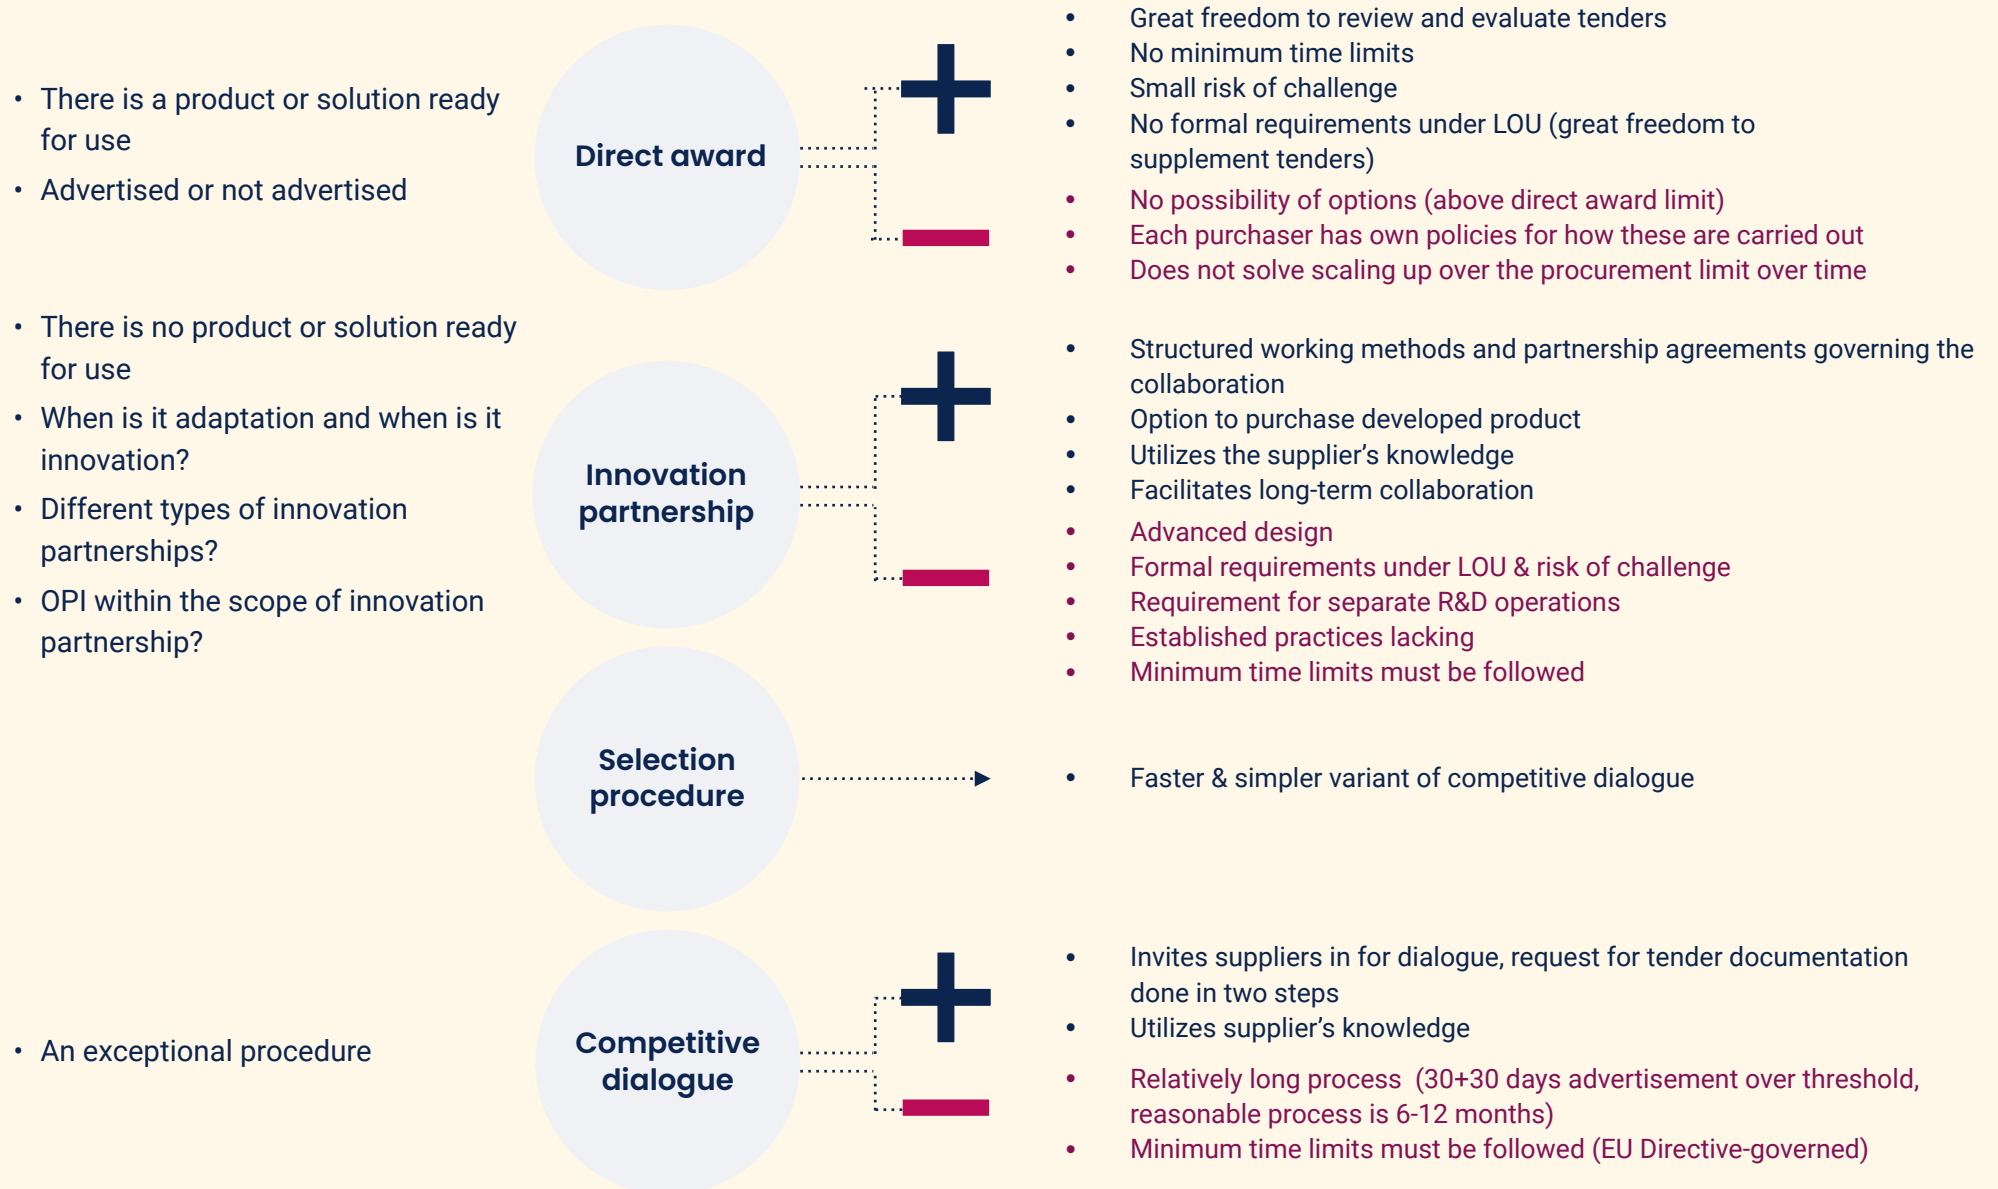 • There is a product or solution ready
for use
• Advertised or not advertised
Direct award
• Great freedom to review and evaluate tenders
• No minimum time limits
• Small risk of challenge
• No formal requirements under LOU (great freedom to
supplement tenders)
• No possibility of options (above direct award limit)
• Each purchaser has own policies for how these are carried out
• Does not solve scaling up over the procurement limit over time
• There is no product or solution ready
for use
• When is it adaptation and when is it
innovation?
• Different types of innovation
partnerships?
• OPI within the scope of innovation
partnership?
Innovation
partnership
• Structured working methods and partnership agreements governing the
collaboration
• Option to purchase developed product
• Utilizes the supplier’s knowledge
• Facilitates long-term collaboration
• Advanced design
• Formal requirements under LOU & risk of challenge
• Requirement for separate R&D operations
• Established practices lacking
• Minimum time limits must be followed
Selection
procedure
• Faster & simpler variant of competitive dialogue
• An exceptional procedure
Competitive
dialogue
• Invites suppliers in for dialogue, request for tender documentation
done in two steps
• Utilizes supplier’s knowledge
• Relatively long process (30+30 days advertisement over threshold,
reasonable process is 6-12 months)
• Minimum time limits must be followed (EU Directive-governed)